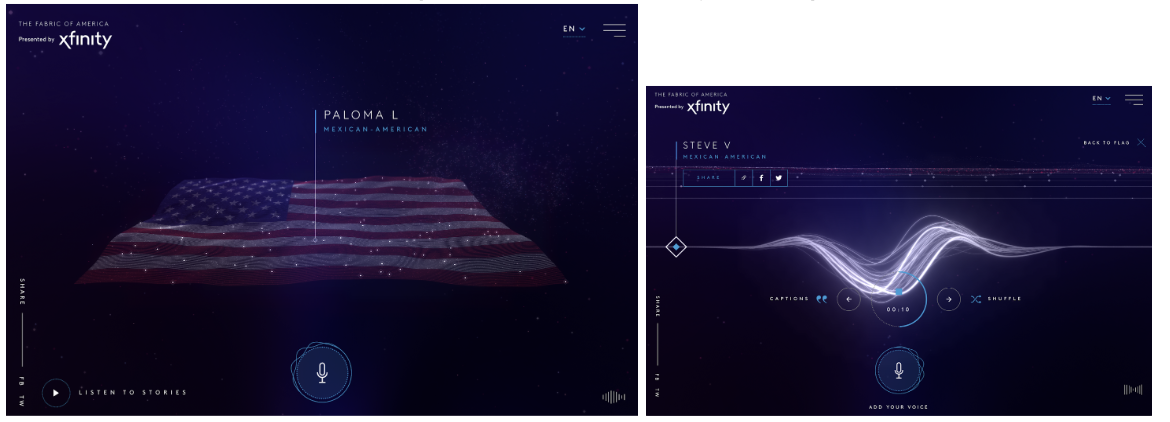 THE FABRIC OF AMERICA
Presented by xfinity
EN
PALOMA L
MEXICAN-AMERICAN
SHARE
FB TW
LISTEN TO STORIES
THE FABRIC OF AMERICA
Presented by xfinity
EN
STEVE V
MEXICAN AMERICAN
BACK TO FLAG
SHARE
CAPTIONS
00:10
SHUFFLE
SHARE
FB TW
ADD YOUR VOICE